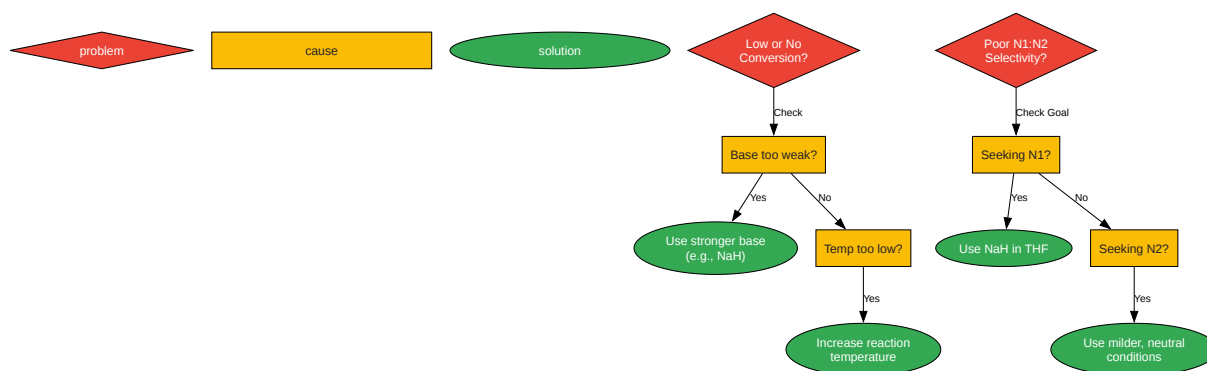 problem
cause
solution
Low or No
Conversion?
Check
Base too weak?
Yes
No
Use stronger base
(e.g., NaH)
Temp too low?
Yes
Increase reaction
temperature
Poor N1:N2
Selectivity?
Check Goal
Seeking N1?
Yes
No
Use NaH in THF
Seeking N2?
Yes
Use milder, neutral
conditions